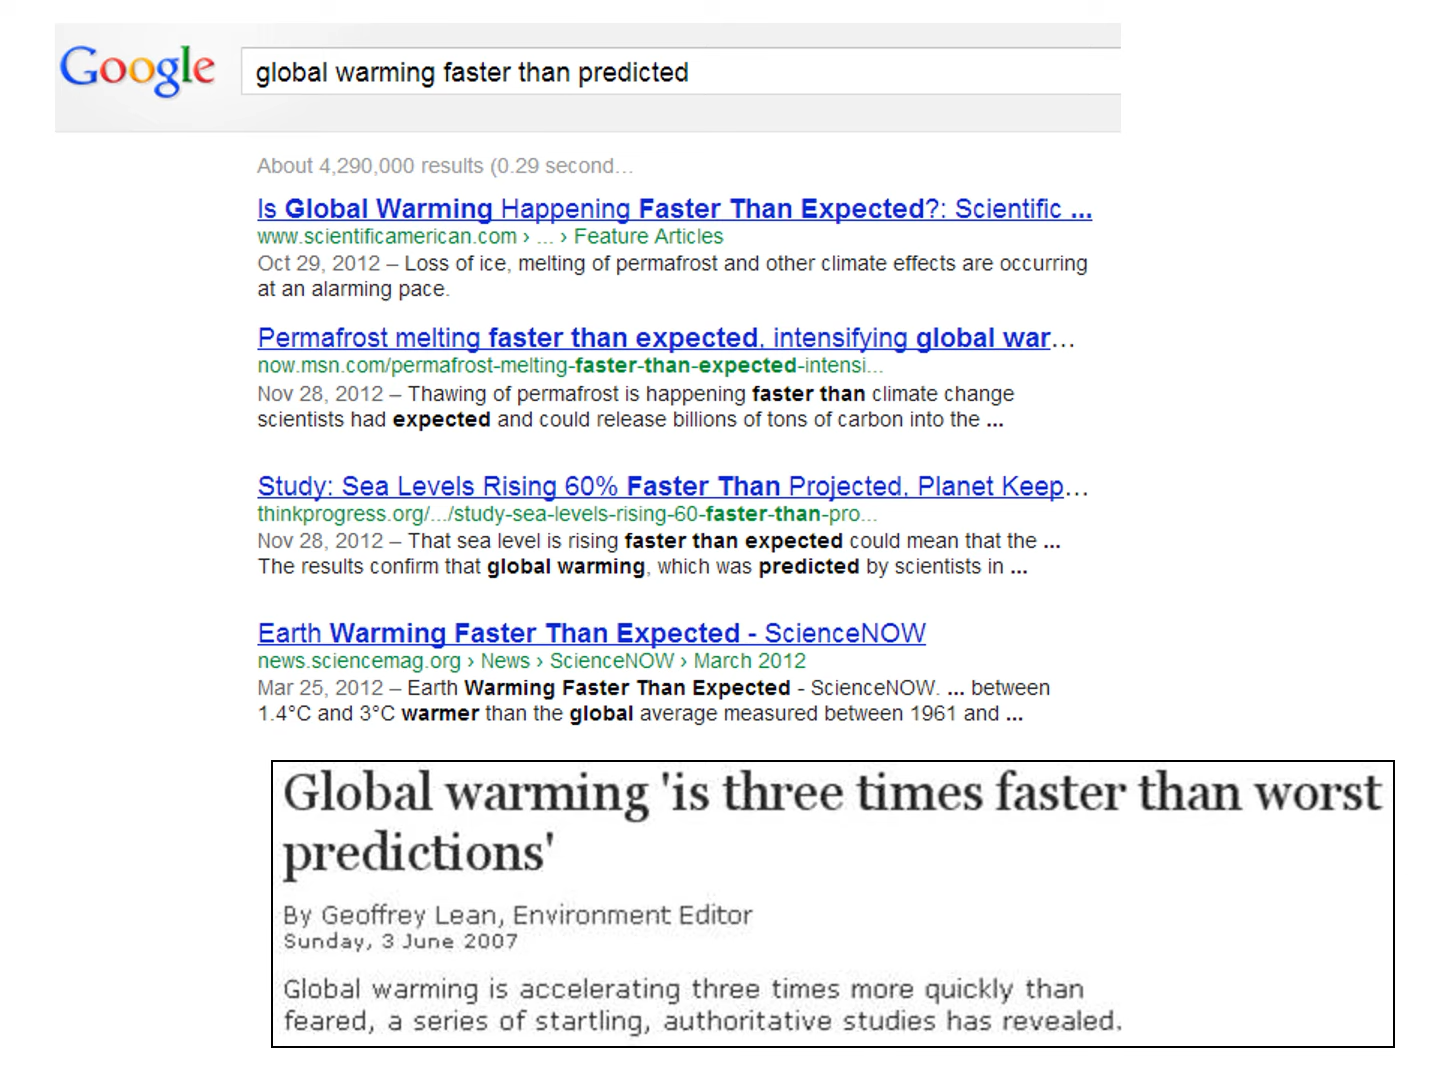 Google
global warming faster than predicted
About 4,290,000 results (0.29 second...
Is Global Warming Happening Faster Than Expected?: Scientific ...
www.scientificamerican.com › ... › Feature Articles
Oct 29, 2012 – Loss of ice, melting of permafrost and other climate effects are occurring
at an alarming pace.
Permafrost melting faster than expected, intensifying global war...
now.msn.com/permafrost-melting-faster-than-expected-intensi...
Nov 28, 2012 – Thawing of permafrost is happening faster than climate change
scientists had expected and could release billions of tons of carbon into the ...
Study: Sea Levels Rising 60% Faster Than Projected, Planet Keep...
thinkprogress.org/.../study-sea-levels-rising-60-faster-than-pro...
Nov 28, 2012 – That sea level is rising faster than expected could mean that the ...
The results confirm that global warming, which was predicted by scientists in ...
Earth Warming Faster Than Expected - ScienceNOW
news.sciencemag.org › News › ScienceNOW › March 2012
Mar 25, 2012 – Earth Warming Faster Than Expected - ScienceNOW. ... between
1.4°C and 3°C warmer than the global average measured between 1961 and ...
Global warming 'is three times faster than worst
predictions'
By Geoffrey Lean, Environment Editor
Sunday, 3 June 2007
Global warming is accelerating three times more quickly than
feared, a series of startling, authoritative studies has revealed.